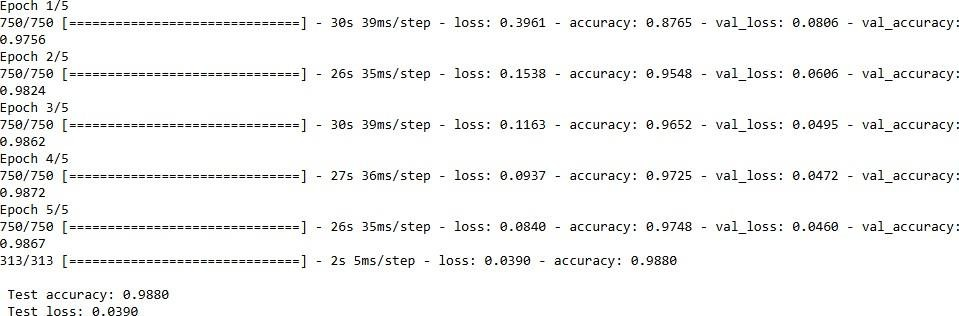 Epoch 1/5
750/750 [==============================] - 30s 39ms/step - loss: 0.3961 - accuracy: 0.8765 - val_loss: 0.0806 - val_accuracy:
0.9756
Epoch 2/5
750/750 [==============================] - 26s 35ms/step - loss: 0.1538 - accuracy: 0.9548 - val_loss: 0.0606 - val_accuracy:
0.9824
Epoch 3/5
750/750 [==============================] - 30s 39ms/step - loss: 0.1163 - accuracy: 0.9652 - val_loss: 0.0495 - val_accuracy:
0.9862
Epoch 4/5
750/750 [==============================] - 27s 36ms/step - loss: 0.0937 - accuracy: 0.9725 - val_loss: 0.0472 - val_accuracy:
0.9872
Epoch 5/5
750/750 [==============================] - 26s 35ms/step - loss: 0.0840 - accuracy: 0.9748 - val_loss: 0.0460 - val_accuracy:
0.9867
313/313 [==============================] - 2s 5ms/step - loss: 0.0390 - accuracy: 0.9880
Test accuracy: 0.9880
Test loss: 0.0390